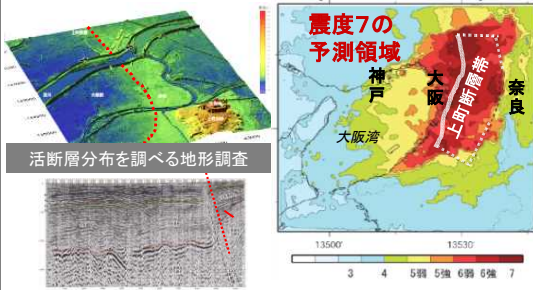 活断層分布を調べる地形調査
震度7の
予測領域
神戸
大阪
上町断層帯
奈良
大阪湾
13500'
13530'
3 4 5弱 5強 6弱 6強 7